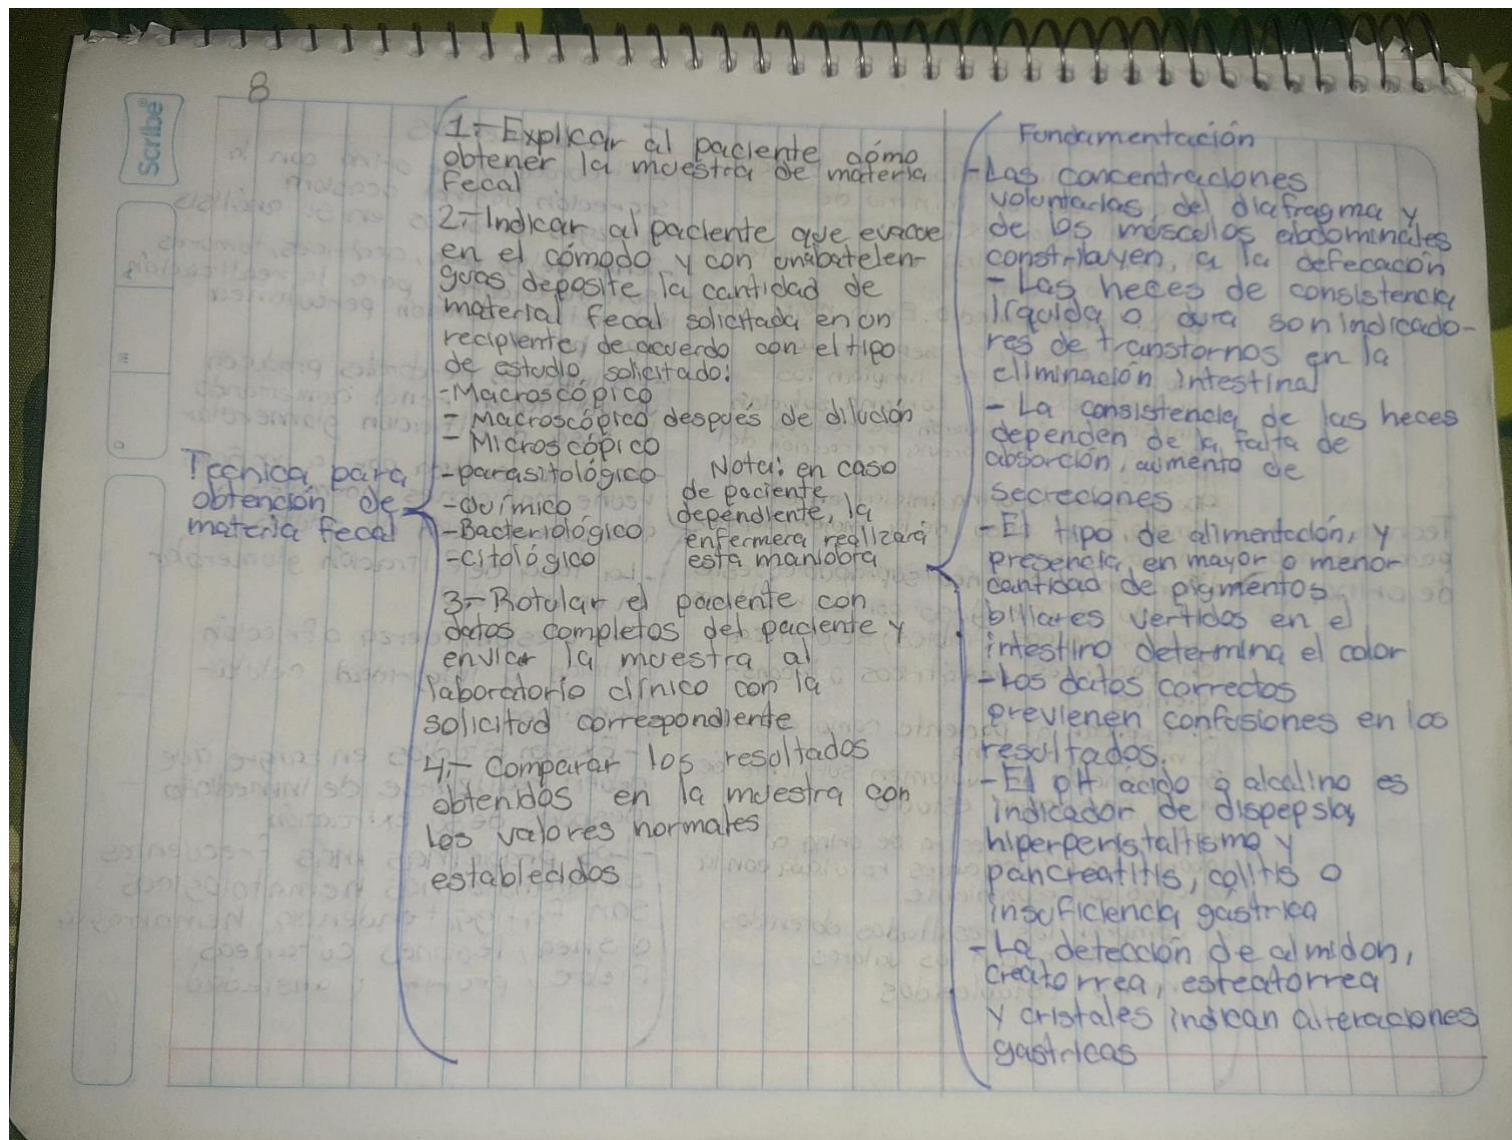 8
Scribe®
Tecnica para
obtención de
materia fecal
1.- Explicar al paciente cómo
obtener la muestra de materia
fecal
2.- Indicar al paciente que evacue
en el cómodo y con unabatelen-
guas deposite la cantidad de
material fecal solicitada en un
recipiente, de acuerdo con el tipo
de estudio solicitado:
- Macroscópico
- Macroscópico después de dilución
- Microscópico
- parasitológico
- Químico
- Bacteriológico
- citológico
Nota: en caso
de paciente
dependiente, la
enfermera realizará
esta maniobra
3.- Rotular el paciente con
datos completos del paciente y
enviar la muestra al
laboratorio clínico con la
solicitud correspondiente
4.- Comparar los resultados
obtenidos en la muestra con
los valores normales
establecidos
Fundamentación
- Las concentraciones
voluntarias, del diafragma y
de los músculos abdominales
constribuyen, a la defecación
- Las heces de consistencia
líquida o dura son indicado-
res de transtornos en la
eliminación intestinal
- La consistencia de las heces
dependen de la falta de
absorción, aumento de
secreciones
- El tipo de alimentación, y
presencia en mayor o menor
cantidad de pigmentos
biliares vertidos en el
intestino determina el color
- Los datos correctos
previenen confusiones en los
resultados.
- El pH acido o alcalino es
indicador de dispepsia,
hiperperistaltismo y
pancreatitis, colitis o
insuficiencia gastrica
- La detección de almidon,
creatorrea, esteatorrea
y cristales indican alteraciones
gastricas